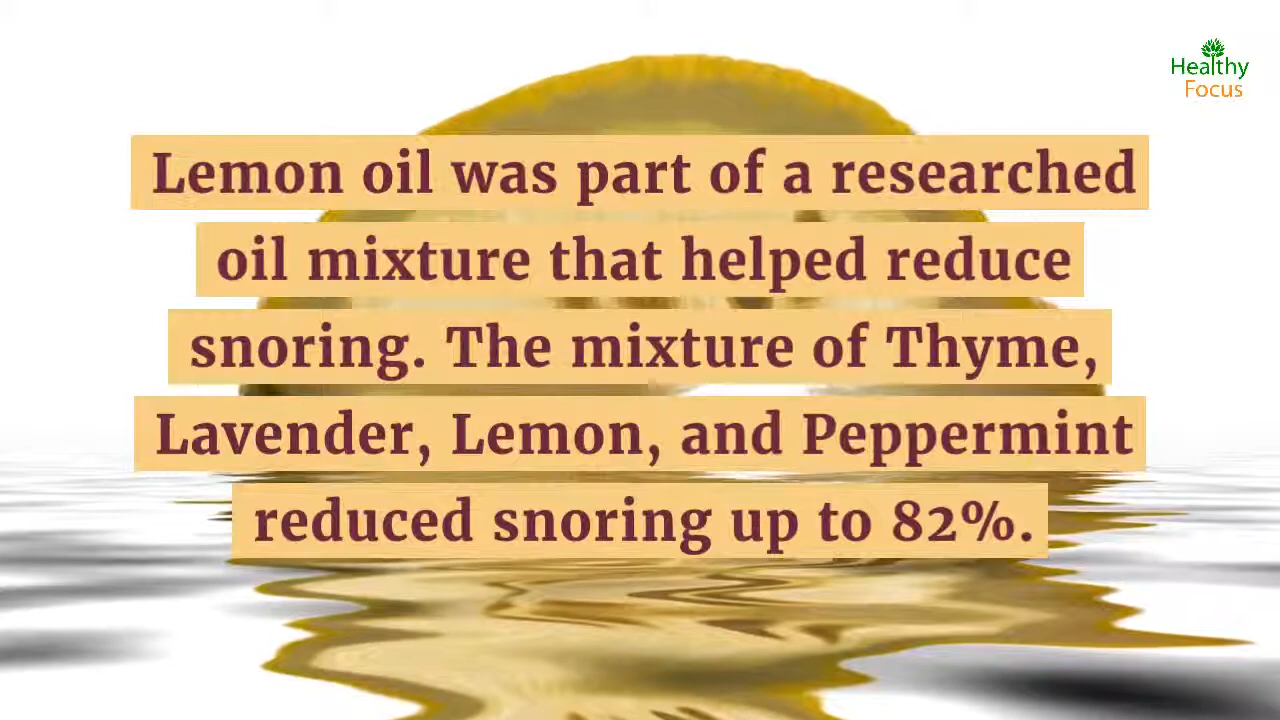 Healthy
Focus
Lemon oil was part of a researched
oil mixture that helped reduce
snoring. The mixture of Thyme,
Lavender, Lemon, and Peppermint
reduced snoring up to 82%.